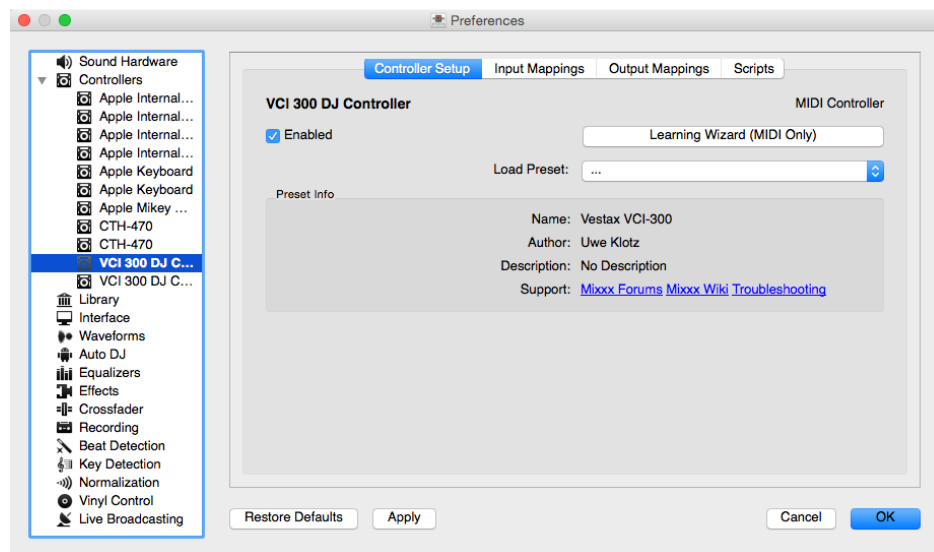 Preferences
Sound Hardware
Controllers
Apple Internal...
Apple Internal...
Apple Internal...
Apple Internal...
Apple Keyboard
Apple Keyboard
Apple Mikey ...
CTH-470
CTH-470
VCI 300 DJ C...
VCI 300 DJ C...
Library
Interface
Waveforms
Auto DJ
Equalizers
Effects
Crossfader
Recording
Beat Detection
Key Detection
Normalization
Vinyl Control
Live Broadcasting
Controller Setup Input Mappings Output Mappings Scripts
VCI 300 DJ Controller MIDI Controller
Enabled Learning Wizard (MIDI Only)
Load Preset: ...
Preset Info
Name: Vestax VCI-300
Author: Uwe Klotz
Description: No Description
Support: Mixxx Forums Mixxx Wiki Troubleshooting
Restore Defaults Apply Cancel OK